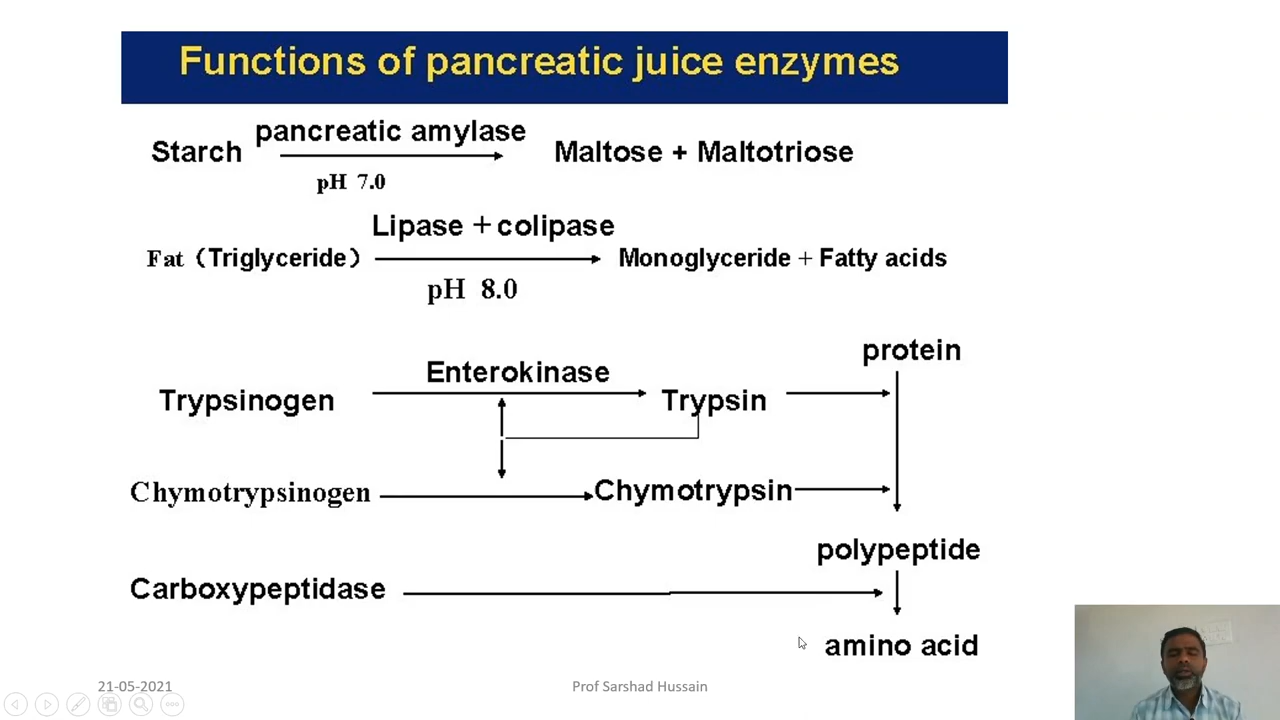 Functions of pancreatic juice enzymes
pancreatic amylase
Starch Maltose + Maltotriose
pH 7.0
Lipase + colipase
Fat（Triglyceride） Monoglyceride + Fatty acids
pH 8.0
protein
Enterokinase
Trypsinogen Trypsin
Chymotrypsinogen Chymotrypsin
polypeptide
Carboxypeptidase
amino acid
21-05-2021 Prof Sarshad Hussain